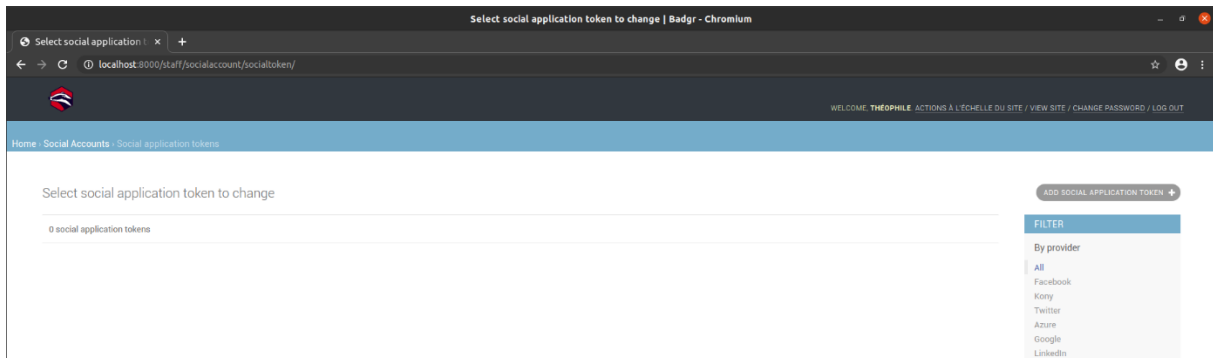 Select social application token to change | Badgr - Chromium
Select social application t
localhost:8000/staff/socialaccount/socialtoken/
WELCOME, THÉOPHILE ACTIONS À L'ÉCHELLE DU SITE / VIEW SITE / CHANGE PASSWORD / LOG OUT
Home › Social Accounts › Social application tokens
Select social application token to change
ADD SOCIAL APPLICATION TOKEN +
0 social application tokens
FILTER
By provider
All
Facebook
Kony
Twitter
Azure
Google
LinkedIn